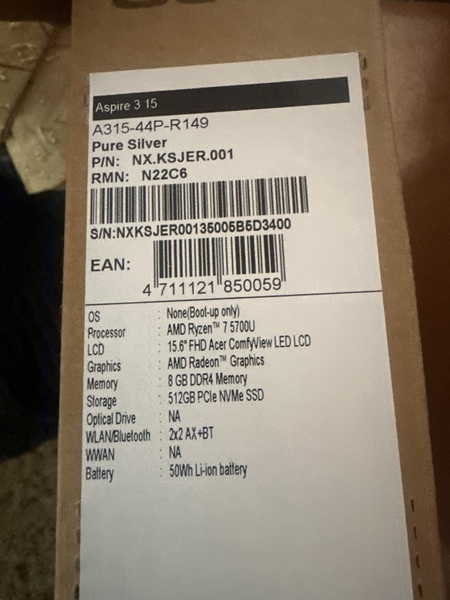 Aspire 3 15
A315-44P-R149
Pure Silver
P/N: NX.KSJER.001
RMN: N22C6
S/N:NXKSJER00135005B5D3400
EAN:
4 711121 850059
OS : None(Boot-up only)
Processor : AMD Ryzen™ 7 5700U
LCD : 15.6" FHD Acer ComfyView LED LCD
Graphics : AMD Radeon™ Graphics
Memory : 8 GB DDR4 Memory
Storage : 512GB PCIe NVMe SSD
Optical Drive : NA
WLAN/Bluetooth : 2x2 AX+BT
WWAN : NA
Battery : 50Wh Li-ion battery